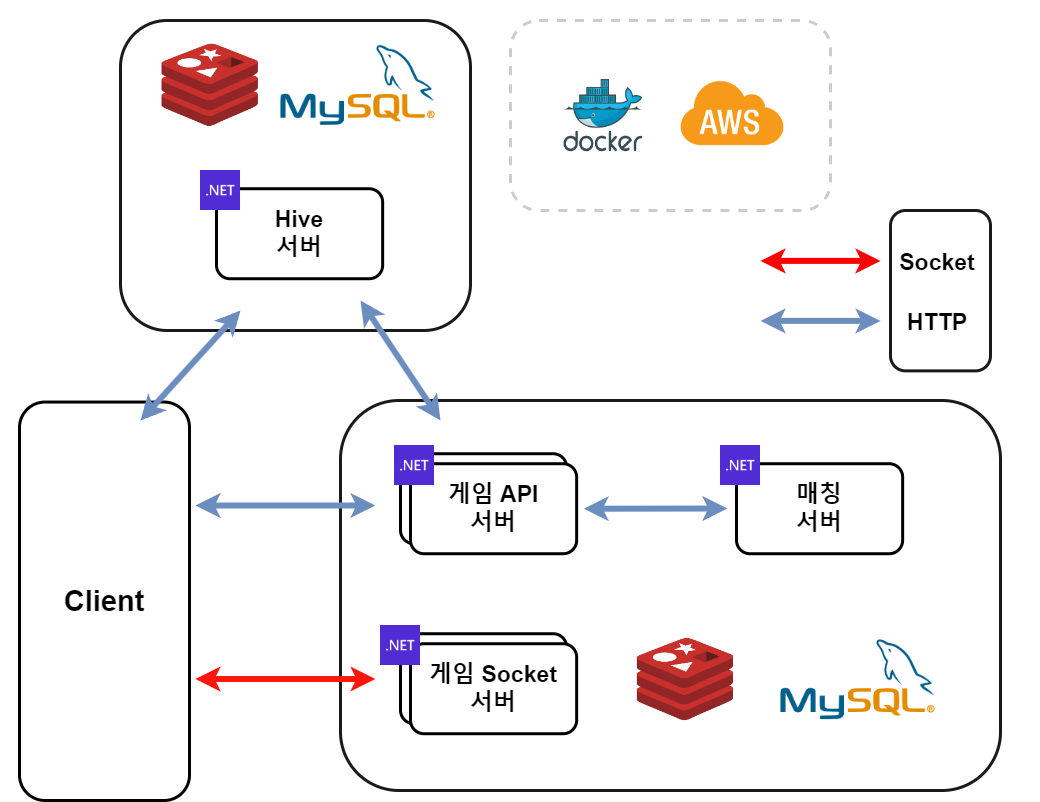 MySQL®
docker
AWS
.NET
Hive
서버
Socket
HTTP
Client
.NET
게임 API
서버
.NET
매칭
서버
.NET
게임 Socket
서버
MySQL®